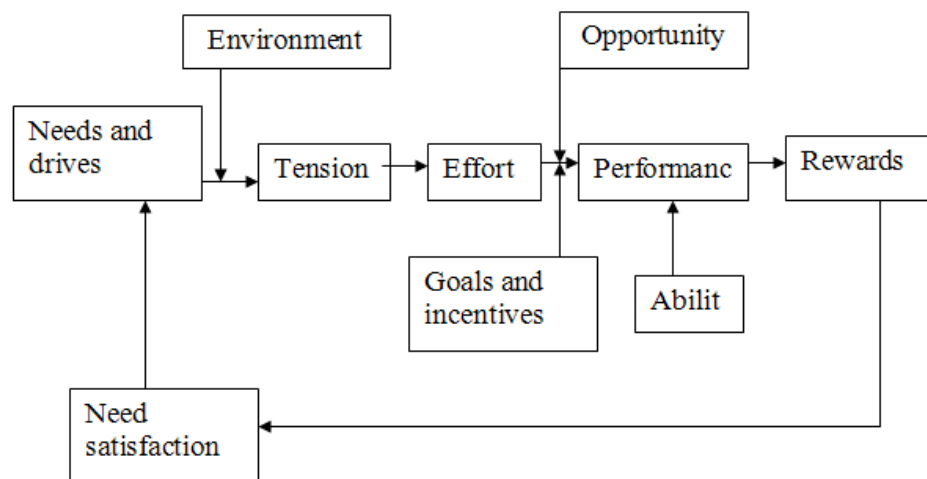 Environment
Opportunity
Needs and
drives
Tension
Effort
Performanc
Rewards
Goals and
incentives
Abilit
Need
satisfaction